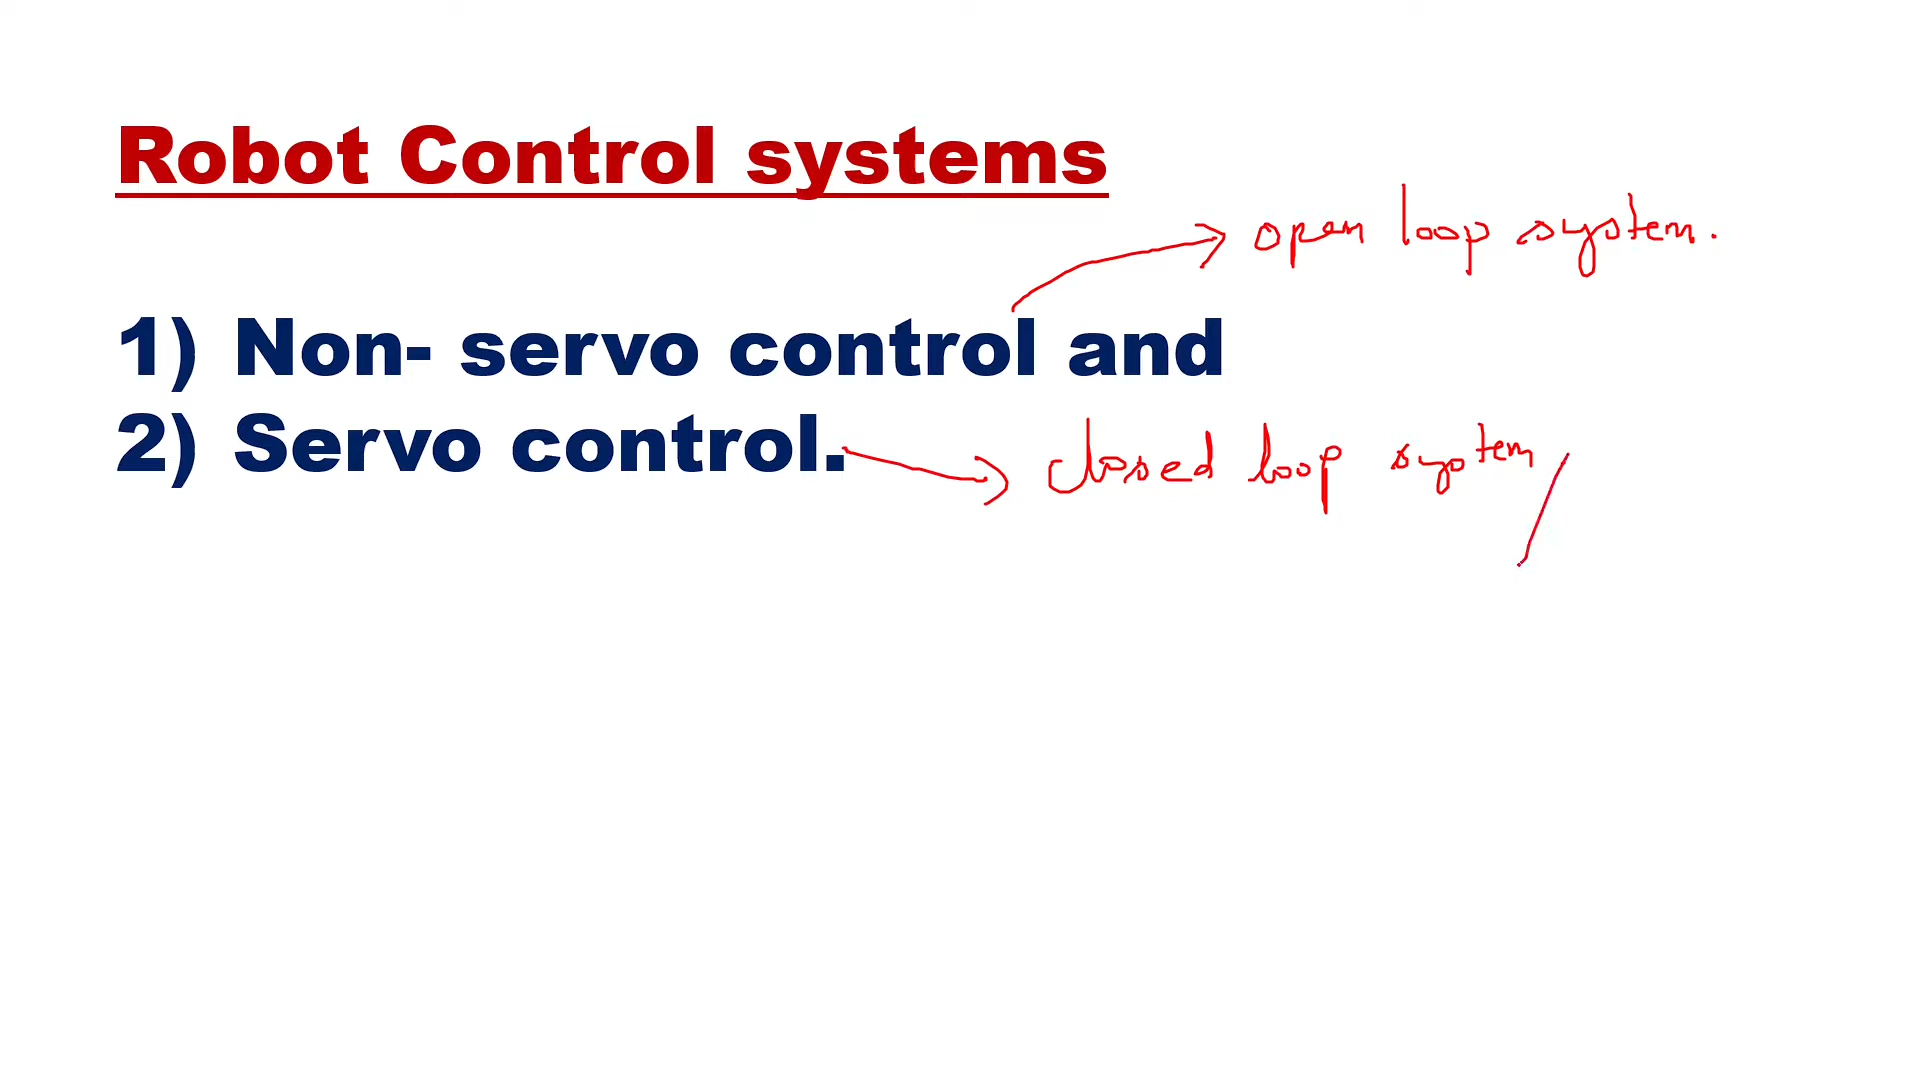 Robot Control systems
open loop system.
1) Non- servo control and
2) Servo control.
closed loop system